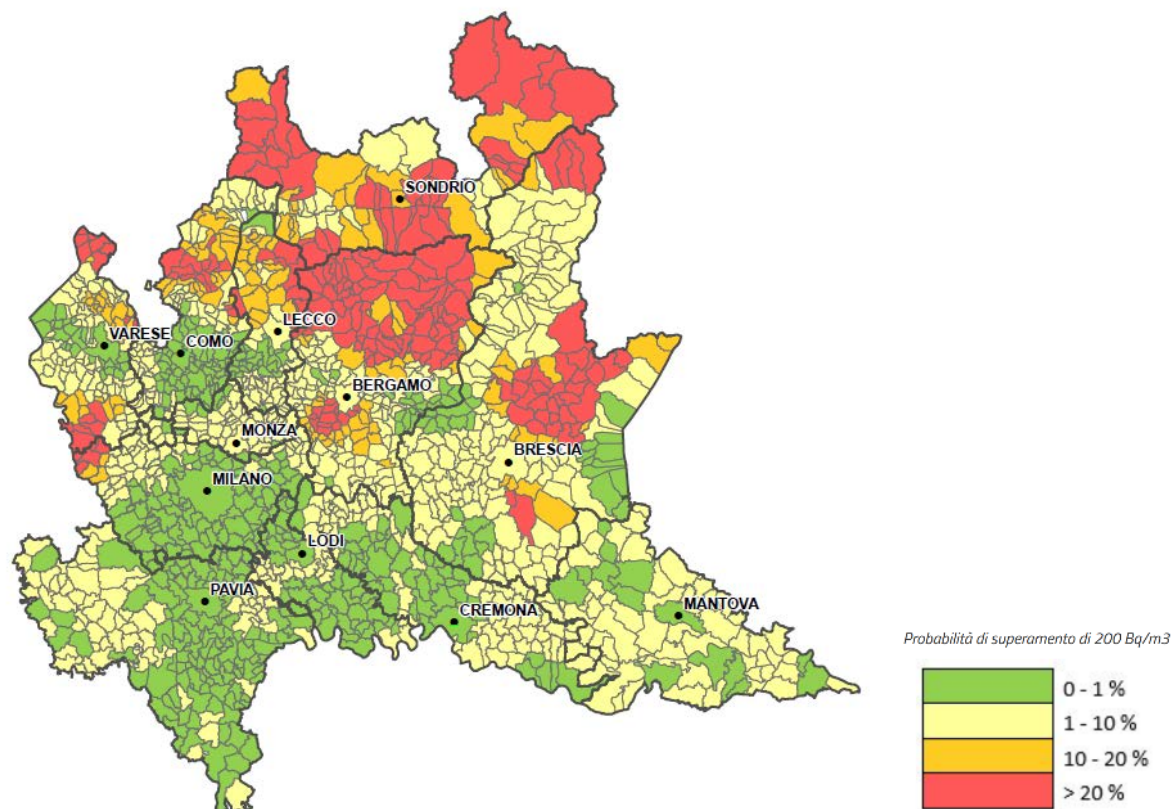 SONDRIO
LECCO
VARESE
COMO
BERGAMO
MONZA
BRESCIA
MILANO
LODI
PAVIA
CREMONA
MANTOVA
Probabilità di superamento di 200 Bq/m3
0 - 1 %
1 - 10 %
10 - 20 %
> 20 %